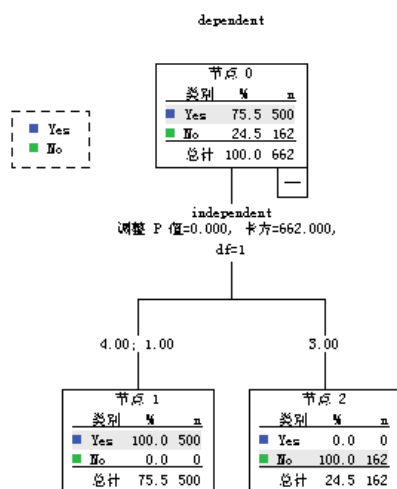 dependent
节点 0
类别 % n
Yes 75.5 500
No 24.5 162
总计 100.0 662
Yes
No
independent
调整 P 值=0.000, 卡方=662.000,
df=1
4.00; 1.00
3.00
节点 1
类别 % n
Yes 100.0 500
No 0.0 0
总计 75.5 500
节点 2
类别 % n
Yes 0.0 0
No 100.0 162
总计 24.5 162